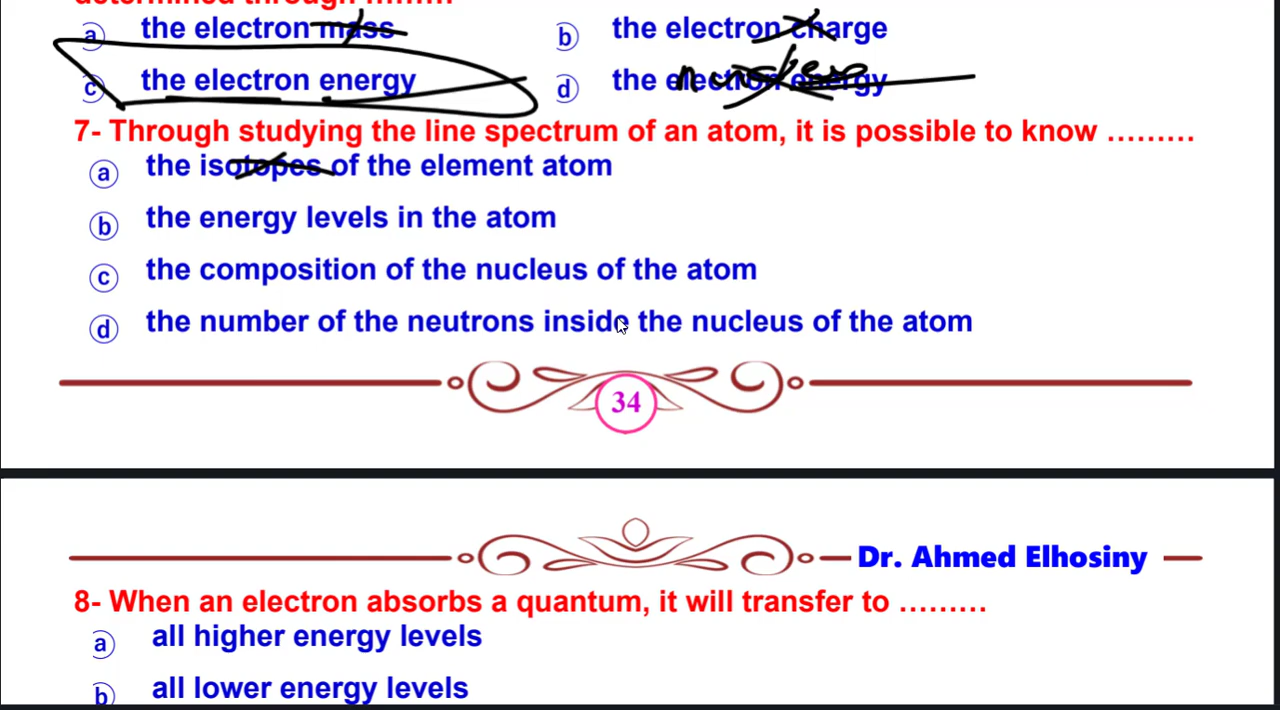 determined through ………
a the electron mass
b the electron charge
c the electron energy
d the electron energy
7- Through studying the line spectrum of an atom, it is possible to know ………
a the isotopes of the element atom
b the energy levels in the atom
c the composition of the nucleus of the atom
d the number of the neutrons inside the nucleus of the atom
34
Dr. Ahmed Elhosiny
8- When an electron absorbs a quantum, it will transfer to ………
a all higher energy levels
b all lower energy levels